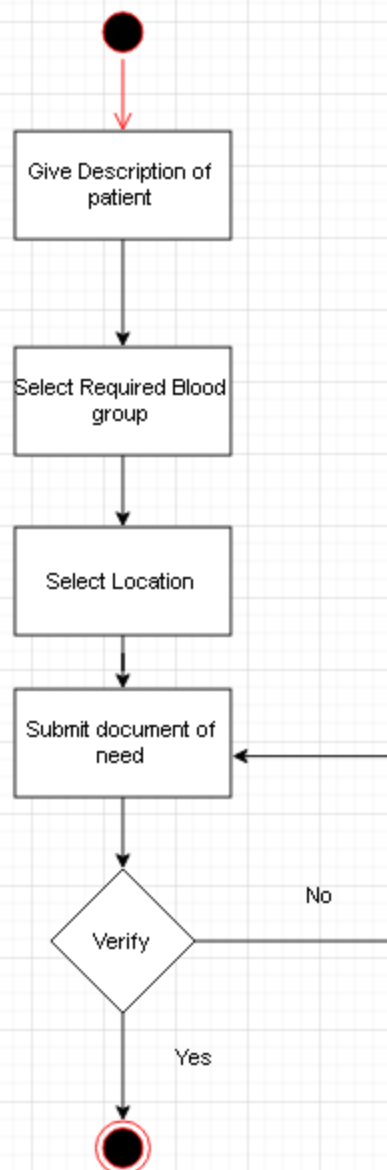 Give Description of
patient
Select Required Blood
group
Select Location
Submit document of
need
No
Verify
Yes